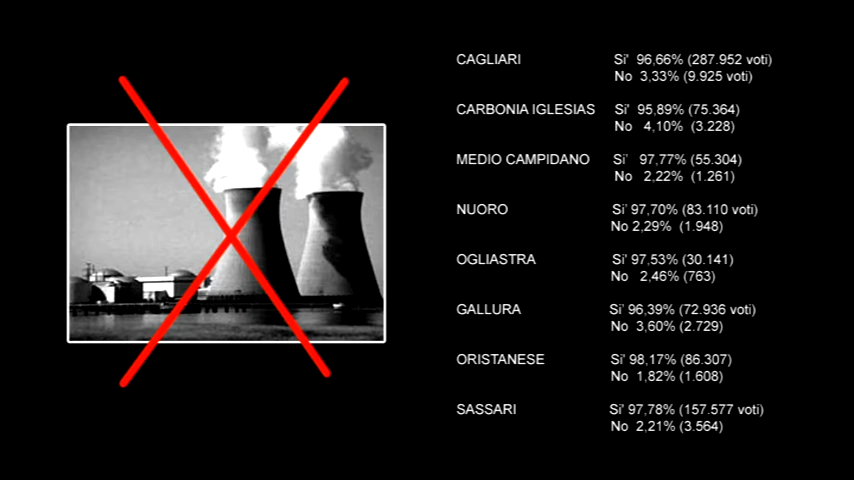 CAGLIARI Si' 96,66% (287.952 voti)
No 3,33% (9.925 voti)
CARBONIA IGLESIAS Si' 95,89% (75.364)
No 4,10% (3.228)
MEDIO CAMPIDANO Si' 97,77% (55.304)
No 2,22% (1.261)
NUORO Si' 97,70% (83.110 voti)
No 2,29% (1.948)
OGLIASTRA Si' 97,53% (30.141)
No 2,46% (763)
GALLURA Si' 96,39% (72.936 voti)
No 3,60% (2.729)
ORISTANESE Si' 98,17% (86.307)
No 1,82% (1.608)
SASSARI Si' 97,78% (157.577 voti)
No 2,21% (3.564)